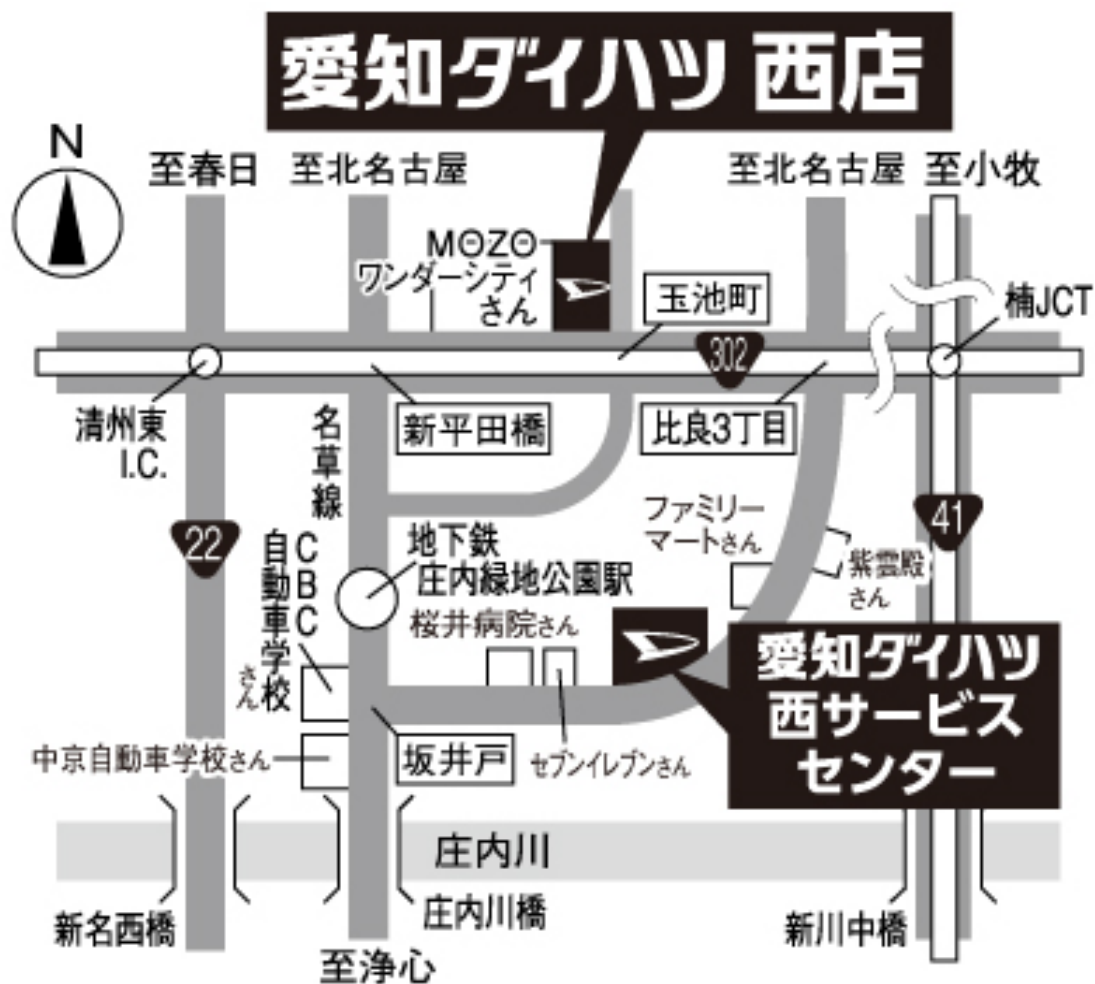 愛知ダイハツ 西店
N
至春日
至北名古屋
至北名古屋
至小牧
MOZO
ワンダーシティ
さん
玉池町
楠JCT
302
清州東
I.C.
名草線
新平田橋
比良3丁目
22
41
ファミリー
マートさん
紫雲殿
さん
CBC
自動車学校
さん
地下鉄
庄内緑地公園駅
桜井病院さん
愛知ダイハツ
西サービス
センター
中京自動車学校さん
坂井戸
セブンイレブンさん
庄内川
新名西橋
庄内川橋
新川中橋
至浄心